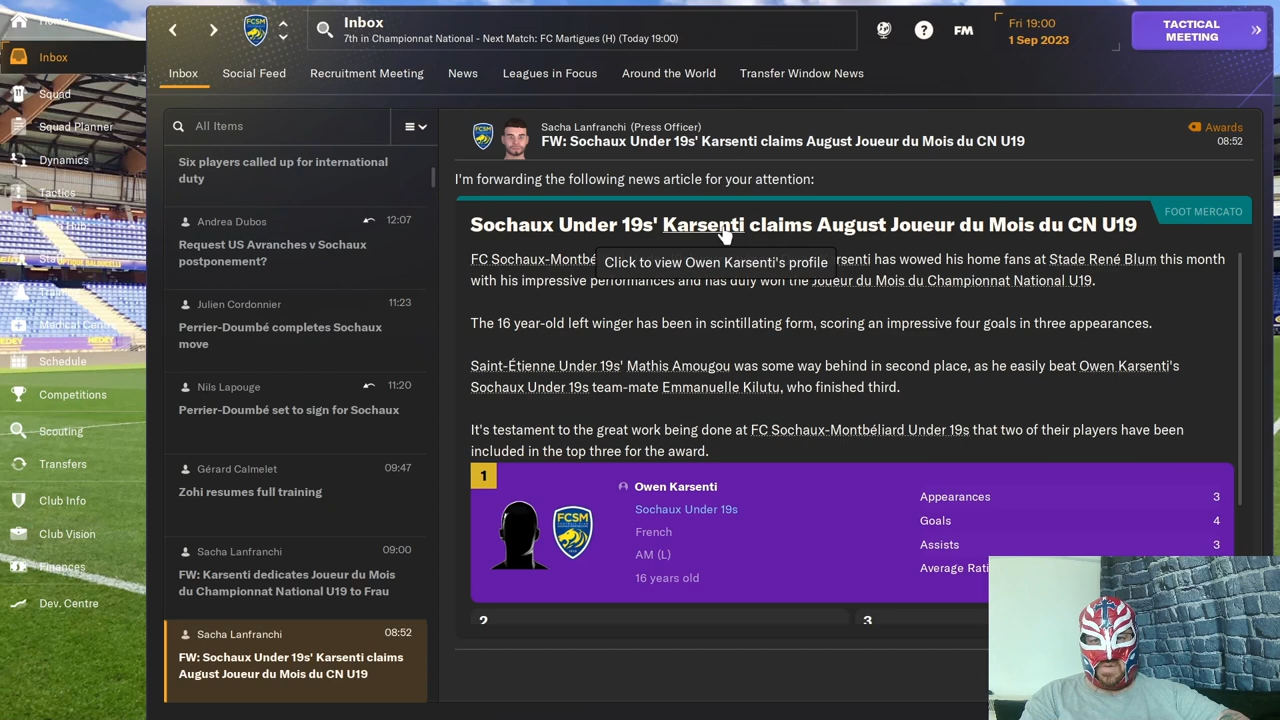 Home
Inbox
7th in Championnat National - Next Match: FC Martigues (H) (Today 19:00)
FM
Fri 19:00
1 Sep 2023
TACTICAL
MEETING
Inbox
Social Feed
Recruitment Meeting
News
Leagues in Focus
Around the World
Transfer Window News
Inbox
Squad
Squad Planner
Dynamics
Tactics
Medical Centre
Schedule
Competitions
Scouting
Transfers
Club Info
Club Vision
Finances
Dev. Centre
All Items
Six players called up for international
duty
Andrea Dubos 12:07
Request US Avranches v Sochaux
postponement?
Julien Cordonnier 11:23
Perrier-Doumbé completes Sochaux
move
Nils Lapouge 11:20
Perrier-Doumbé set to sign for Sochaux
Gérard Calmelet 09:47
Zohi resumes full training
Sacha Lanfranchi 09:00
FW: Karsenti dedicates Joueur du Mois
du Championnat National U19 to Frau
Sacha Lanfranchi 08:52
FW: Sochaux Under 19s' Karsenti claims
August Joueur du Mois du CN U19
Sacha Lanfranchi (Press Officer)
FW: Sochaux Under 19s' Karsenti claims August Joueur du Mois du CN U19
Awards
08:52
I'm forwarding the following news article for your attention:
FOOT MERCATO
Sochaux Under 19s' Karsenti claims August Joueur du Mois du CN U19
Click to view Owen Karsenti's profile
FC Sochaux-Montbé rsenti has wowed his home fans at Stade René Blum this month
with his impressive performances and has duly won the Joueur du Mois du Championnat National U19.
The 16 year-old left winger has been in scintillating form, scoring an impressive four goals in three appearances.
Saint-Étienne Under 19s' Mathis Amougou was some way behind in second place, as he easily beat Owen Karsenti's
Sochaux Under 19s team-mate Emmanuelle Kilutu, who finished third.
It's testament to the great work being done at FC Sochaux-Montbéliard Under 19s that two of their players have been
included in the top three for the award.
1
Owen Karsenti
Sochaux Under 19s
French
AM (L)
16 years old
Appearances 3
Goals 4
Assists 3
Average Rati
2
3
FCSM